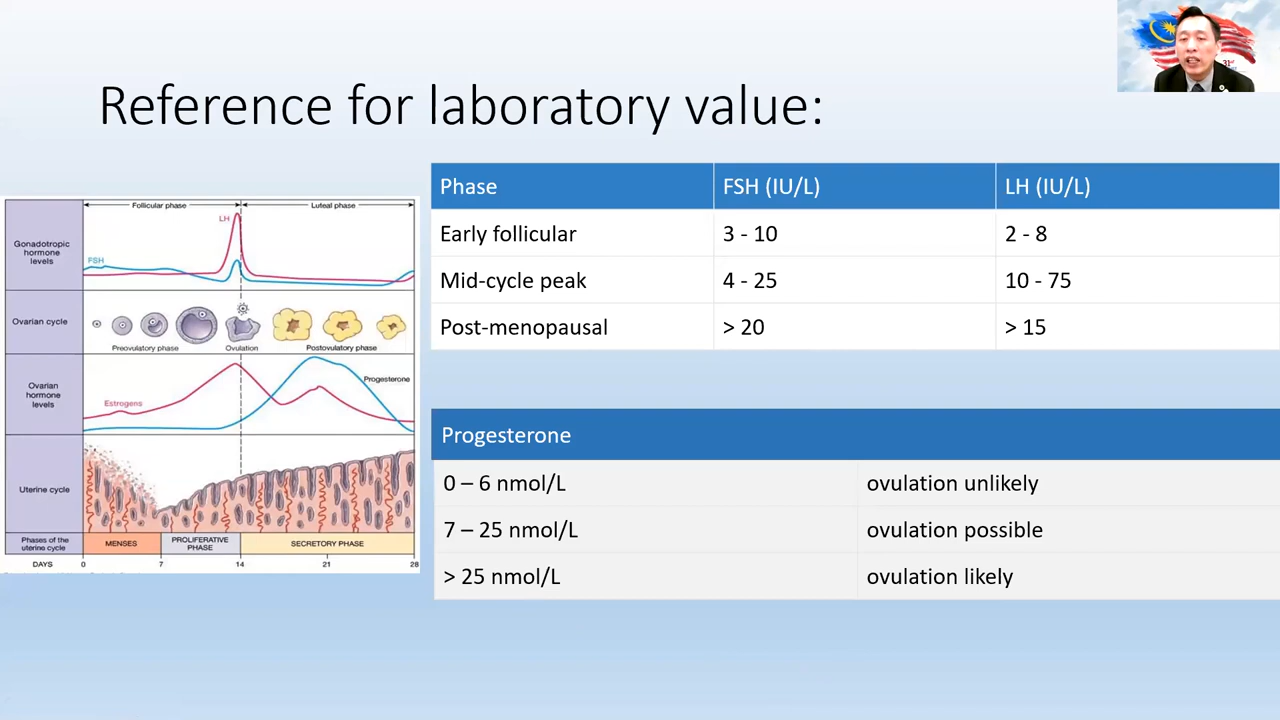 Reference for laboratory value:
Follicular phase
Luteal phase
Gonadotropic
hormone
levels
LH
FSH
Ovarian cycle
Preovulatory phase
Ovulation
Postovulatory phase
Ovarian
hormone
levels
Estrogens
Progesterone
Uterine cycle
Phases of the
uterine cycle
MENSES
PROLIFERATIVE
PHASE
SECRETORY PHASE
DAYS 0 7 14 21 28
Phase FSH (IU/L) LH (IU/L)
Early follicular 3 - 10 2 - 8
Mid-cycle peak 4 - 25 10 - 75
Post-menopausal > 20 > 15
Progesterone
0 – 6 nmol/L ovulation unlikely
7 – 25 nmol/L ovulation possible
> 25 nmol/L ovulation likely
31st